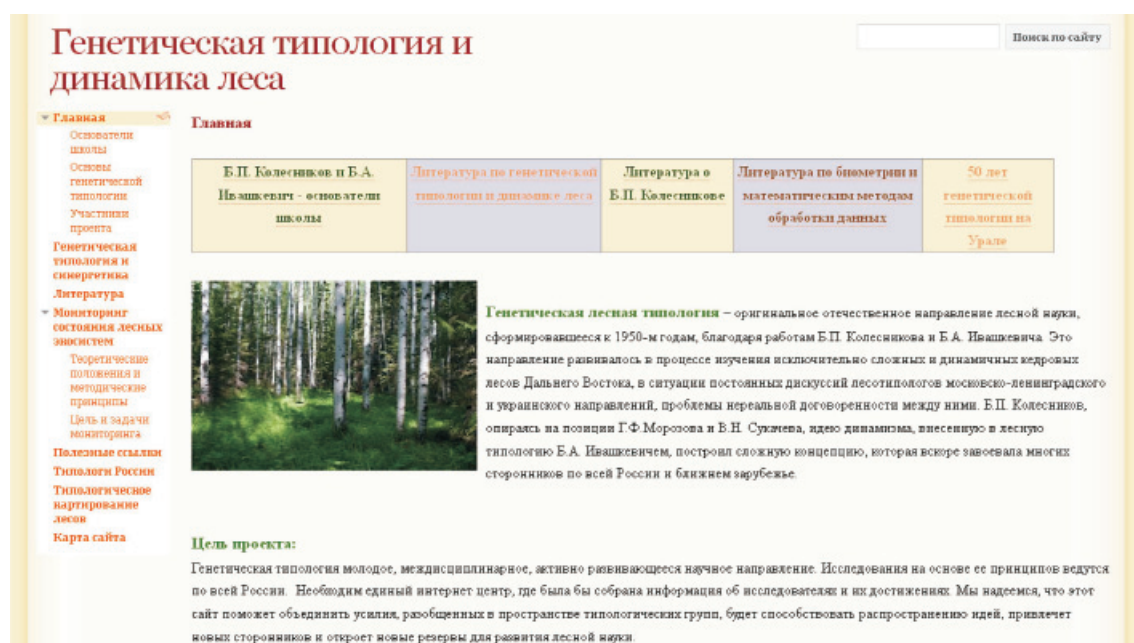 Генетическая типология и
динамика леса
Поиск по сайту
Главная
Основатели
школы
Основы
генетической
типологии
Участники
проекта
Генетическая
типология и
синергетика
Литература
Мониторинг
состояния лесных
экосистем
Теоретические
положения и
методические
принципы
Цель и задачи
мониторинга
Полезные ссылки
Типологи России
Типологическое
картирование
лесов
Карта сайта
Главная
Б.П. Колесников и Б.А.
Ивашкевич - основатели
школы
Литература по генетической
типологии и динамике леса
Литература о
Б.П. Колесникове
Литература по биометрии и
математическим методам
обработки данных
50 лет
генетической
типологии на
Урале
Генетическая лесная типология – оригинальное отечественное направление лесной науки,
сформировавшееся к 1950-м годам, благодаря работам Б.П. Колесникова и Б.А. Ивашкевича. Это
направление развивалось в процессе изучения исключительно сложных и динамичных кедровых
лесов Дальнего Востока, в ситуации постоянных дискуссий лесотипологов московско-ленинградского
и украинского направлений, проблемы нереальной договоренности между ними. Б.П. Колесников,
опираясь на позиции Г.Ф.Морозова и В.Н. Сукачева, идею динамизма, внесенную в лесную
типологию Б.А. Ивашкевичем, построил сложную концепцию, которая вскоре завоевала многих
сторонников по всей России и ближнем зарубежье.
Цель проекта:
Генетическая типология молодое, междисциплинарное, активно развивающееся научное направление. Исследования на основе ее принципов ведутся
по всей России. Необходим единый интернет центр, где была бы собрана информация об исследователях и их достижениях. Мы надеемся, что этот
сайт поможет объединить усилия, разобщенных в пространстве типологических групп, будет способствовать распространению идей, привлечет
новых сторонников и откроет новые резервы для развития лесной науки.